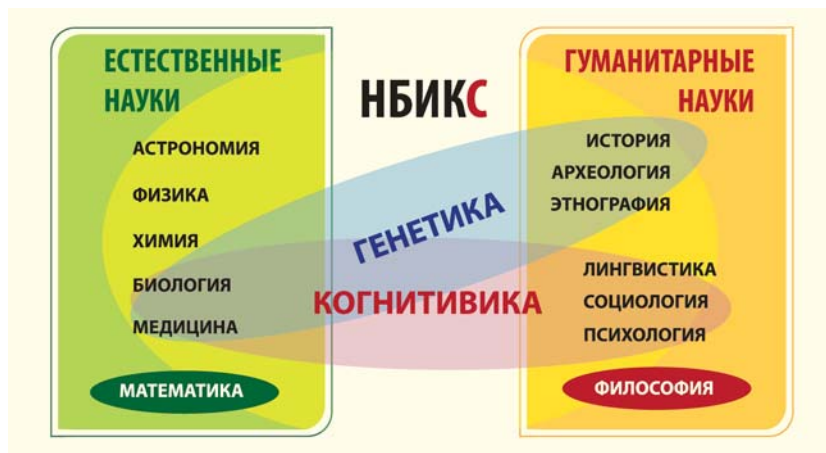 ЕСТЕСТВЕННЫЕ
НАУКИ
АСТРОНОМИЯ
ФИЗИКА
ХИМИЯ
БИОЛОГИЯ
МЕДИЦИНА
МАТЕМАТИКА
НБИКС
ГЕНЕТИКА
КОГНИТИВИКА
ГУМАНИТАРНЫЕ
НАУКИ
ИСТОРИЯ
АРХЕОЛОГИЯ
ЭТНОГРАФИЯ
ЛИНГВИСТИКА
СОЦИОЛОГИЯ
ПСИХОЛОГИЯ
ФИЛОСОФИЯ